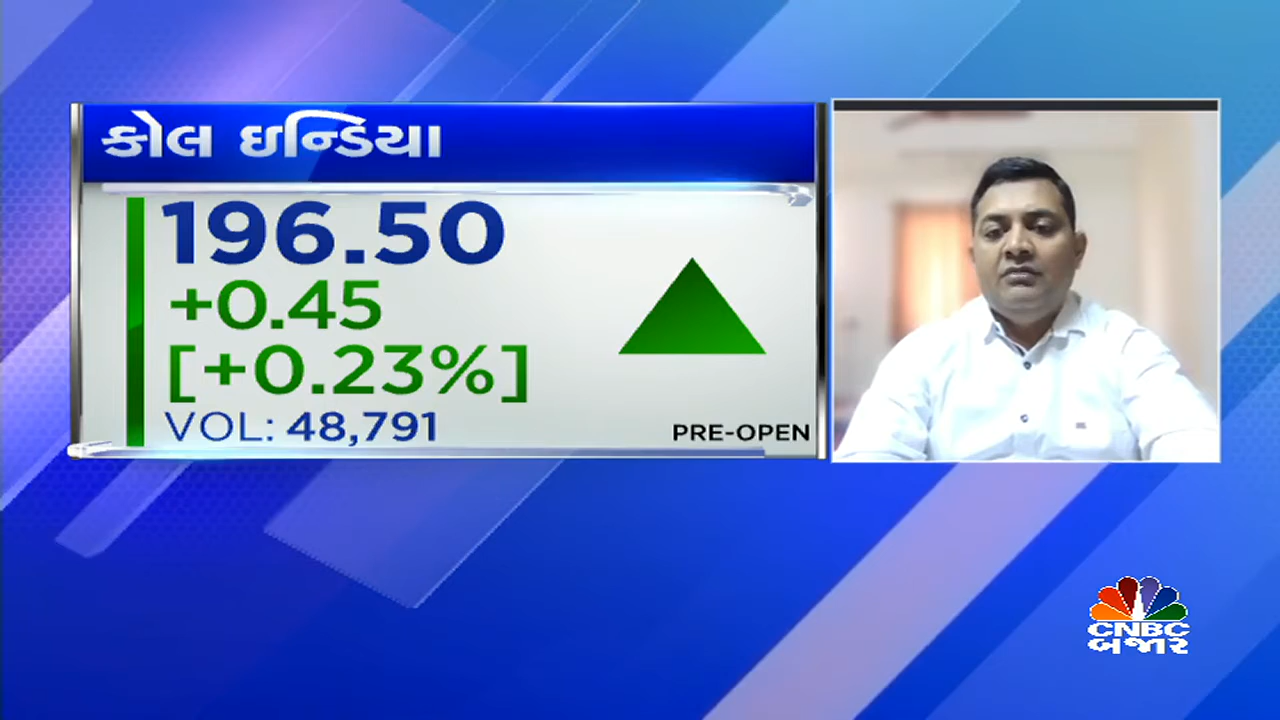 કોલ ઇન્ડિયા
196.50
+0.45
[+0.23%]
VOL: 48,791
PRE-OPEN
CNBC
બજાર